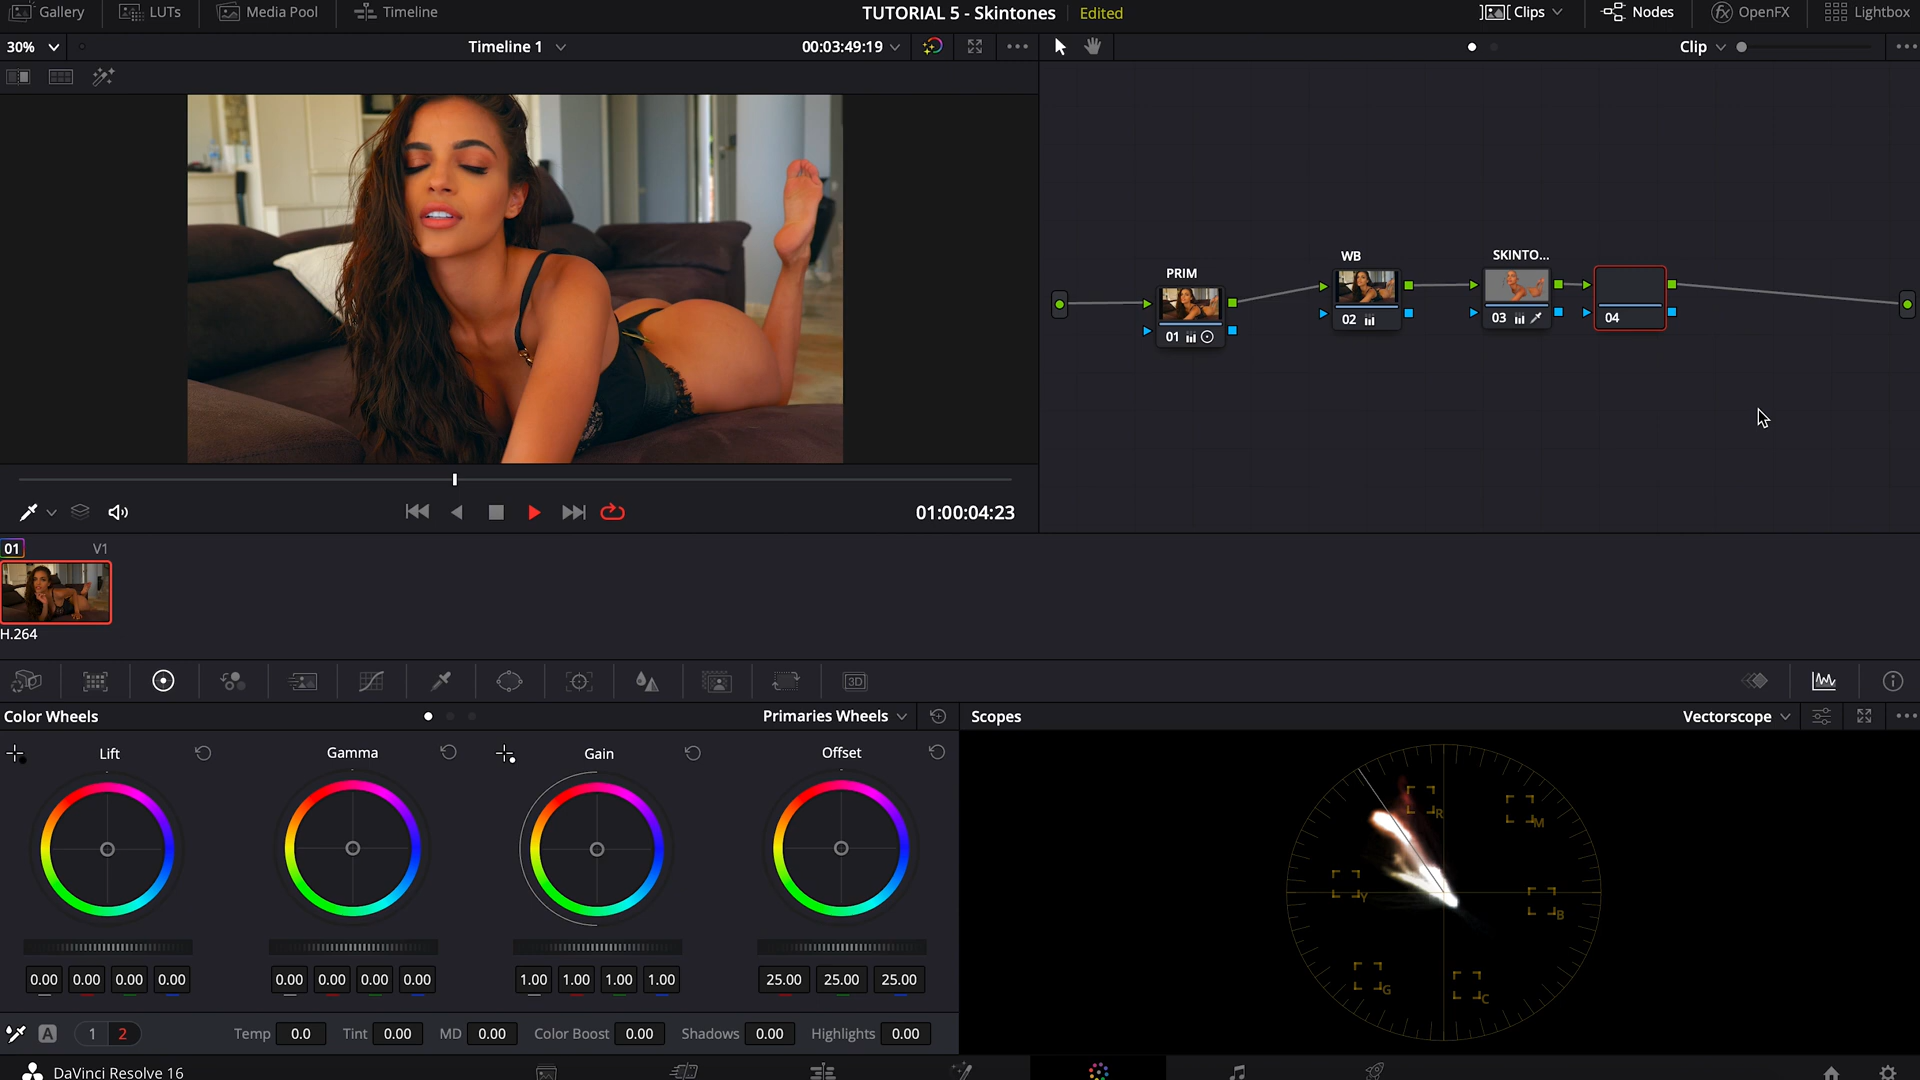 Gallery LUTs Media Pool Timeline TUTORIAL 5 - Skintones Edited Clips Nodes OpenFX Lightbox
30% Timeline 1 00:03:49:19 Clip
PRIM WB SKINTO...
01 02 03 04
01:00:04:23
01 V1
H.264
3D
Color Wheels Primaries Wheels Scopes Vectorscope
Lift Gamma Gain Offset
R M
Y B
G C
0.00 0.00 0.00 0.00 0.00 0.00 0.00 0.00 1.00 1.00 1.00 1.00 25.00 25.00 25.00
A 1 2 Temp 0.0 Tint 0.00 MD 0.00 Color Boost 0.00 Shadows 0.00 Highlights 0.00
DaVinci Resolve 16